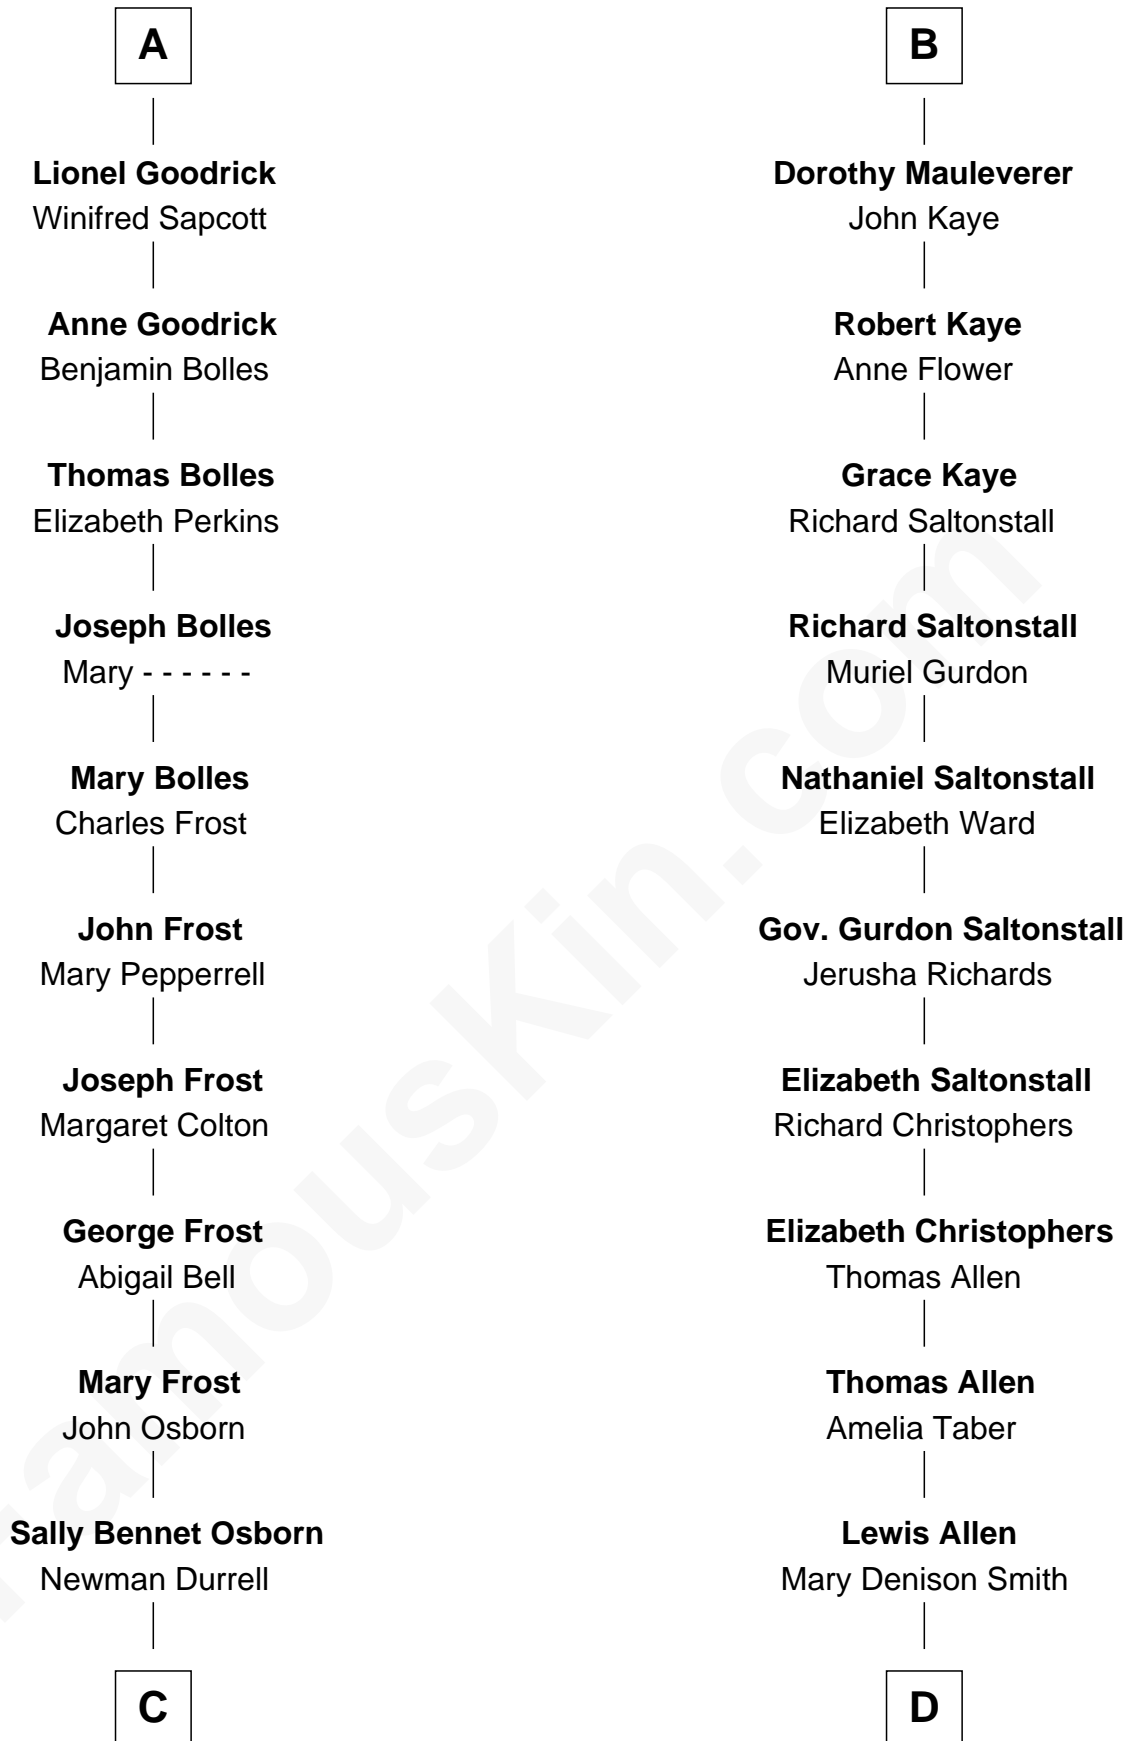 A
Lionel Goodrick
Winifred Sapcott
Anne Goodrick
Benjamin Bolles
Thomas Bolles
Elizabeth Perkins
Joseph Bolles
Mary - - - - - -
Mary Bolles
Charles Frost
John Frost
Mary Pepperrell
Joseph Frost
Margaret Colton
George Frost
Abigail Bell
Mary Frost
John Osborn
Sally Bennet Osborn
Newman Durrell
C
B
Dorothy Mauleverer
John Kaye
Robert Kaye
Anne Flower
Grace Kaye
Richard Saltonstall
Richard Saltonstall
Muriel Gurdon
Nathaniel Saltonstall
Elizabeth Ward
Gov. Gurdon Saltonstall
Jerusha Richards
Elizabeth Saltonstall
Richard Christophers
Elizabeth Christophers
Thomas Allen
Thomas Allen
Amelia Taber
Lewis Allen
Mary Denison Smith
D
famouskin.com